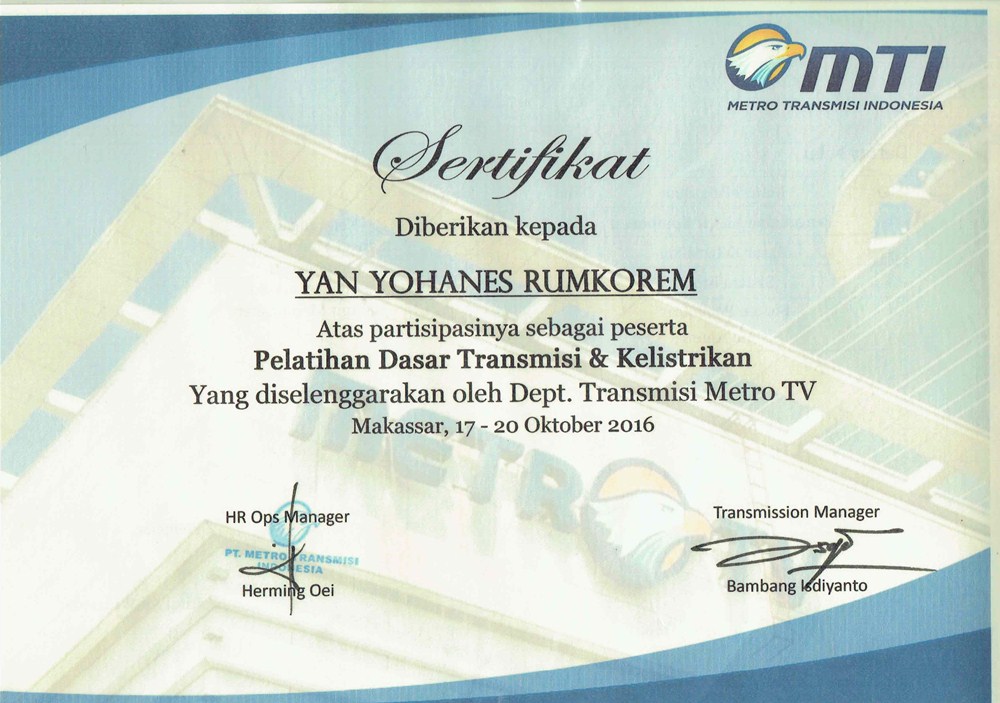 MTI
METRO TRANSMISI INDONESIA
Sertifikat
Diberikan kepada
YAN YOHANES RUMKOREM
Atas partisipasinya sebagai peserta
Pelatihan Dasar Transmisi & Kelistrikan
Yang diselenggarakan oleh Dept. Transmisi Metro TV
Makassar, 17 - 20 Oktober 2016
METRO TV
HR Ops Manager
PT. METRO TRANSMISI
INDONESIA
Herming Oei
Transmission Manager
Bambang Isdiyanto